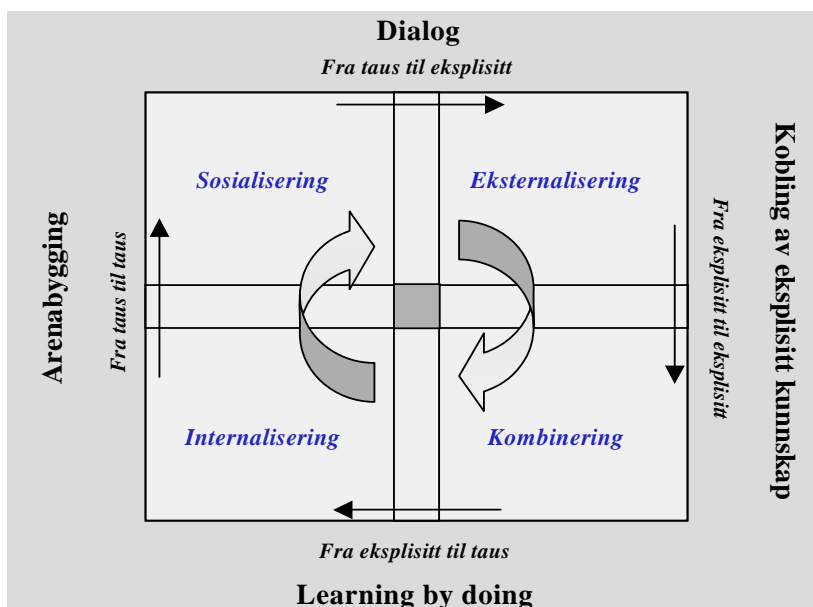 Dialog
Fra taus til eksplisitt
Sosialisering
Eksternalisering
Arenabygging
Fra taus til taus
Fra eksplisitt til eksplisitt
Kobling av eksplisitt kunnskap
Internalisering
Kombinering
Fra eksplisitt til taus
Learning by doing